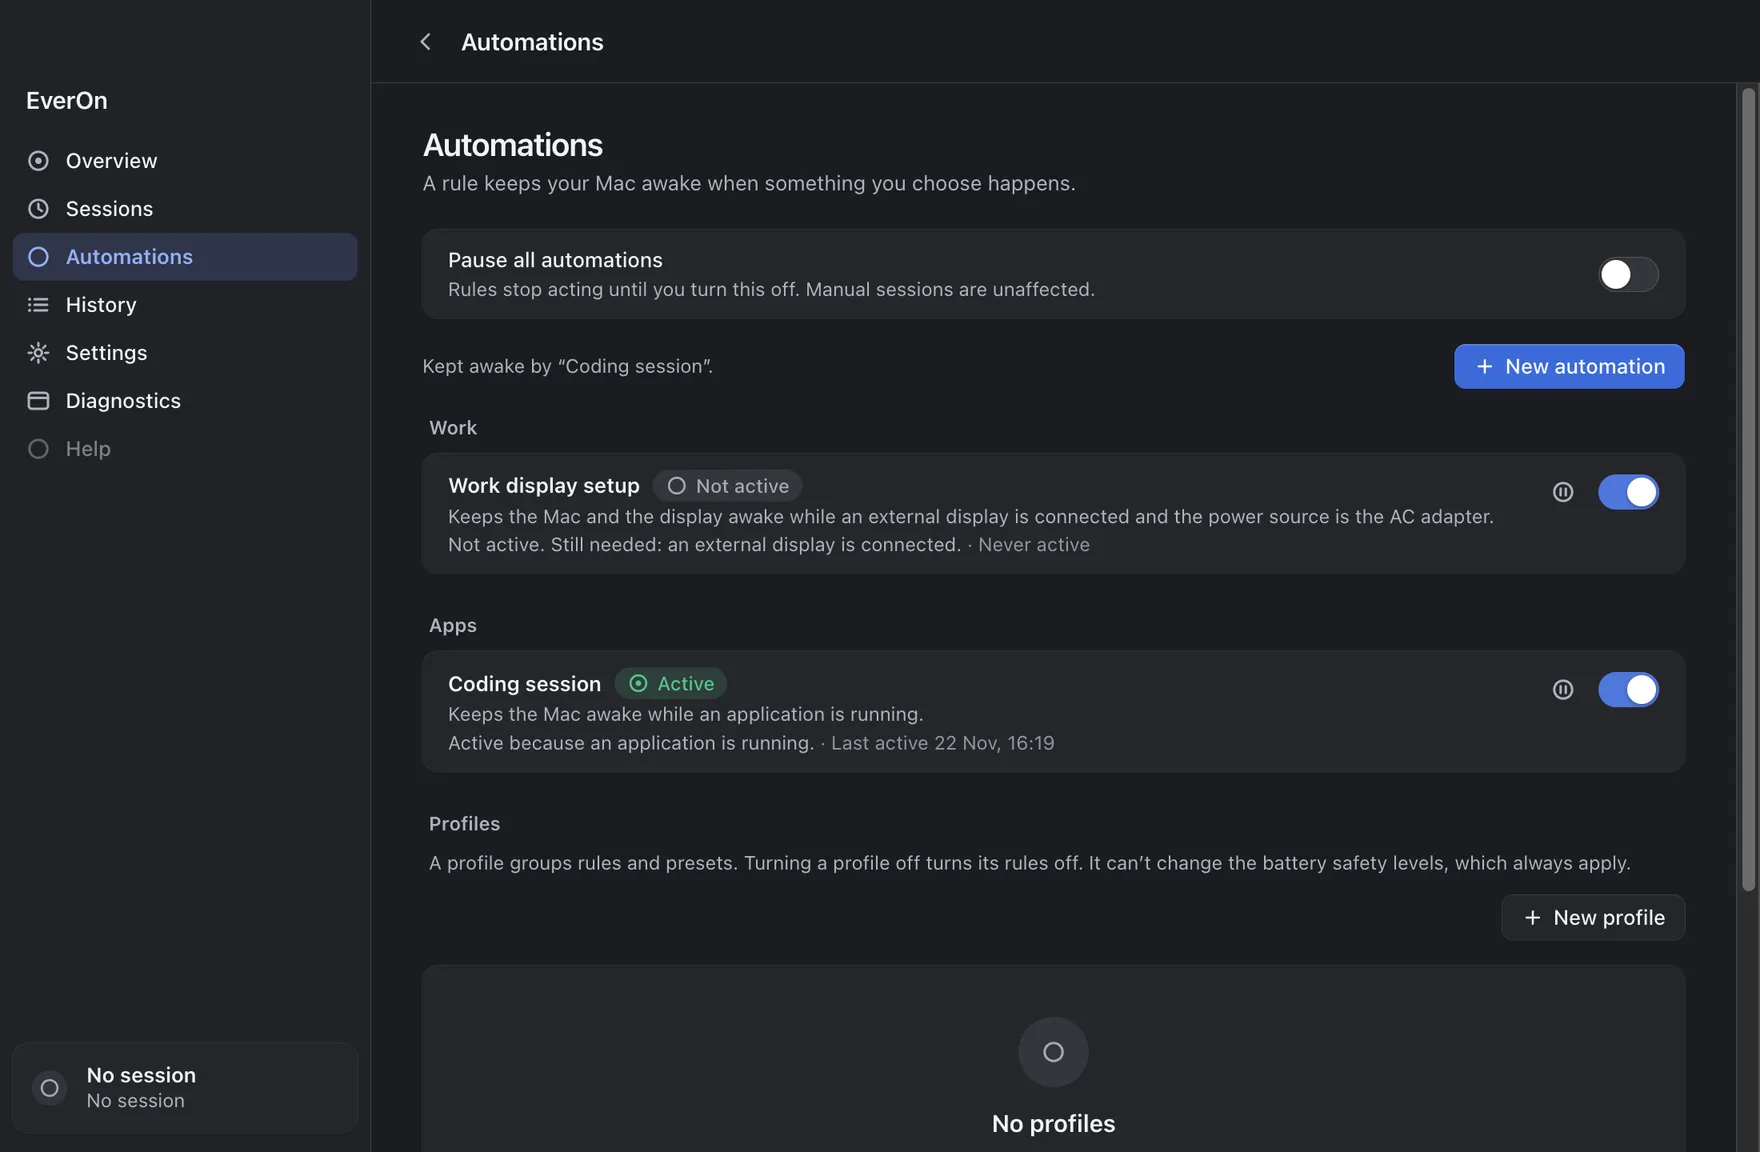 Automations
EverOn
Overview
Sessions
Automations
History
Settings
Diagnostics
Help
No session
No session
Automations
A rule keeps your Mac awake when something you choose happens.
Pause all automations
Rules stop acting until you turn this off. Manual sessions are unaffected.
Kept awake by “Coding session”.
+ New automation
Work
Work display setup Not active
Keeps the Mac and the display awake while an external display is connected and the power source is the AC adapter.
Not active. Still needed: an external display is connected. · Never active
Apps
Coding session Active
Keeps the Mac awake while an application is running.
Active because an application is running. · Last active 22 Nov, 16:19
Profiles
A profile groups rules and presets. Turning a profile off turns its rules off. It can’t change the battery safety levels, which always apply.
+ New profile
No profiles